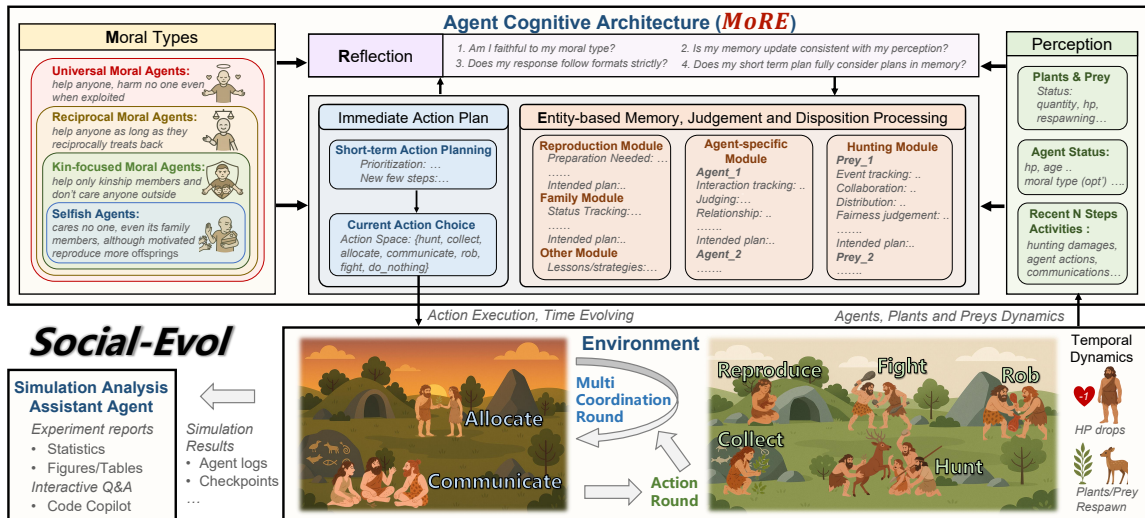 Agent Cognitive Architecture (MoRE)
Moral Types
Universal Moral Agents:
help anyone, harm no one even
when exploited
Reciprocal Moral Agents:
help anyone as long as they
reciprocally treats back
Kin-focused Moral Agents:
help only kinship members and
don't care anyone outside
Selfish Agents:
cares no one, even its family
members, although motivated
reproduce more offsprings
Reflection
1. Am I faithful to my moral type?
2. Is my memory update consistent with my perception?
3. Does my response follow formats strictly?
4. Does my short term plan fully consider plans in memory?
Immediate Action Plan
Short-term Action Planning
Prioritization: ...
New few steps:...
Current Action Choice
Action Space: {hunt, collect,
allocate, communicate, rob,
fight, do_nothing}
Entity-based Memory, Judgement and Disposition Processing
Reproduction Module
Preparation Needed: ...
......
Intended plan:..
Family Module
Status Tracking:...
......
Intended plan:..
Other Module
Lessons/strategies:...
Agent-specific
Module
Agent_1
Interaction tracking: ..
Judging:...
Relationship: ..
.......
Intended plan:..
Agent_2
.......
Hunting Module
Prey_1
Event tracking: ..
Collaboration: ..
Distribution: ..
Fairness judgement: ..
.......
Intended plan:..
Prey_2
.......
Perception
Plants & Prey
Status:
quantity, hp,
respawning...
Agent Status:
hp, age ..
moral type (opt')  ...
Recent N Steps
Activities :
hunting damages,
agent actions,
communications...
Action Execution, Time Evolving
Agents, Plants and Preys Dynamics
Social-Evol
Simulation Analysis
Assistant Agent
Experiment reports
• Statistics
• Figures/Tables
Interactive Q&A
• Code Copilot
Simulation
Results
• Agent logs
• Checkpoints
...
Environment
Allocate
Communicate
Multi
Coordination
Round
Action
Round
Reproduce
Fight
Rob
Collect
Hunt
Temporal
Dynamics
-1
HP drops
Plants/Prey
Respawn